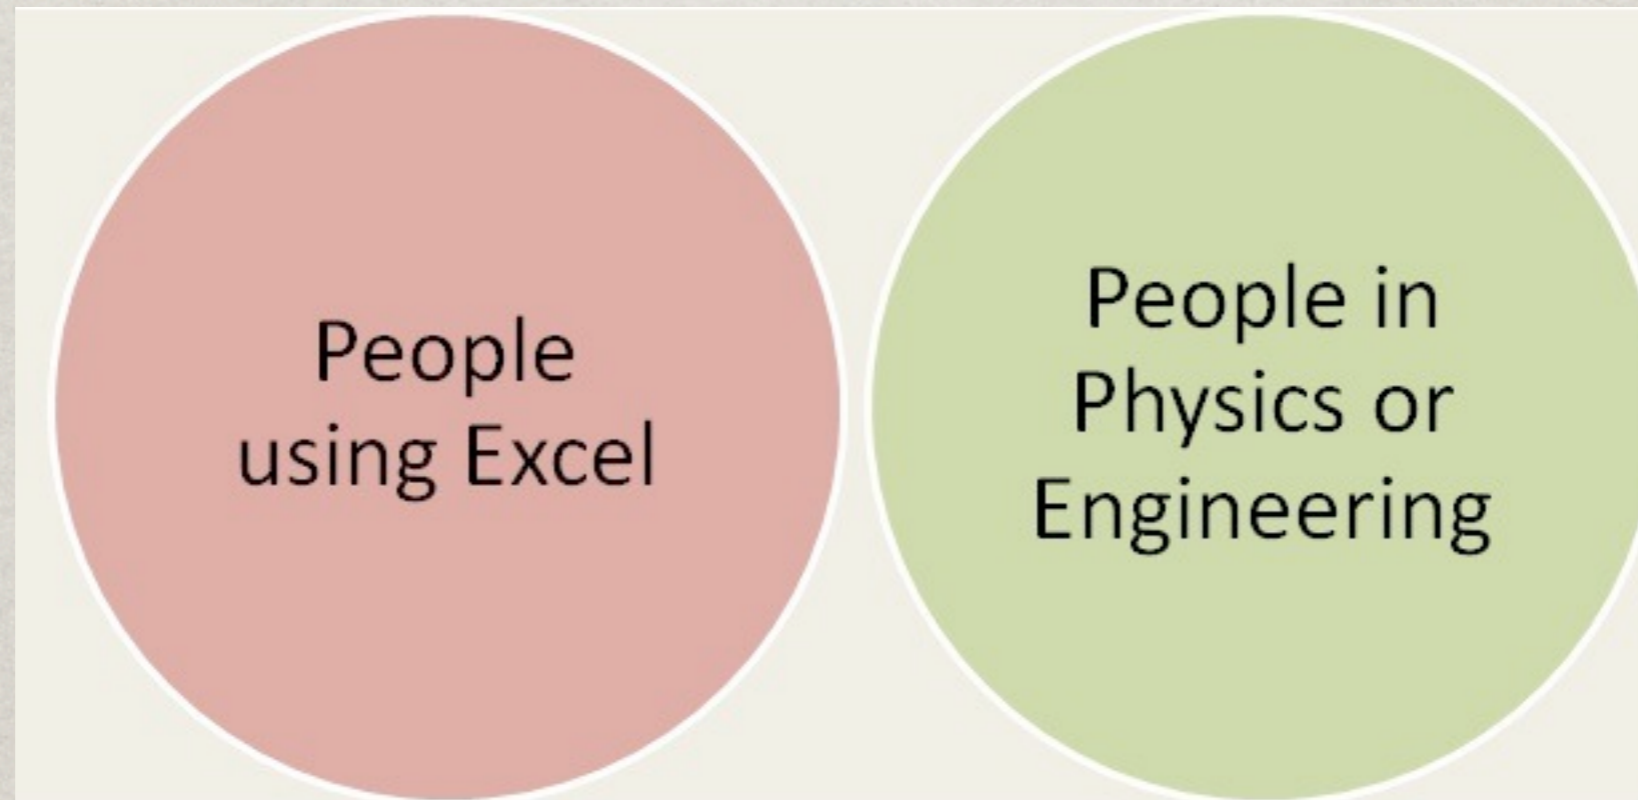 People
using Excel
People in
Physics or
Engineering